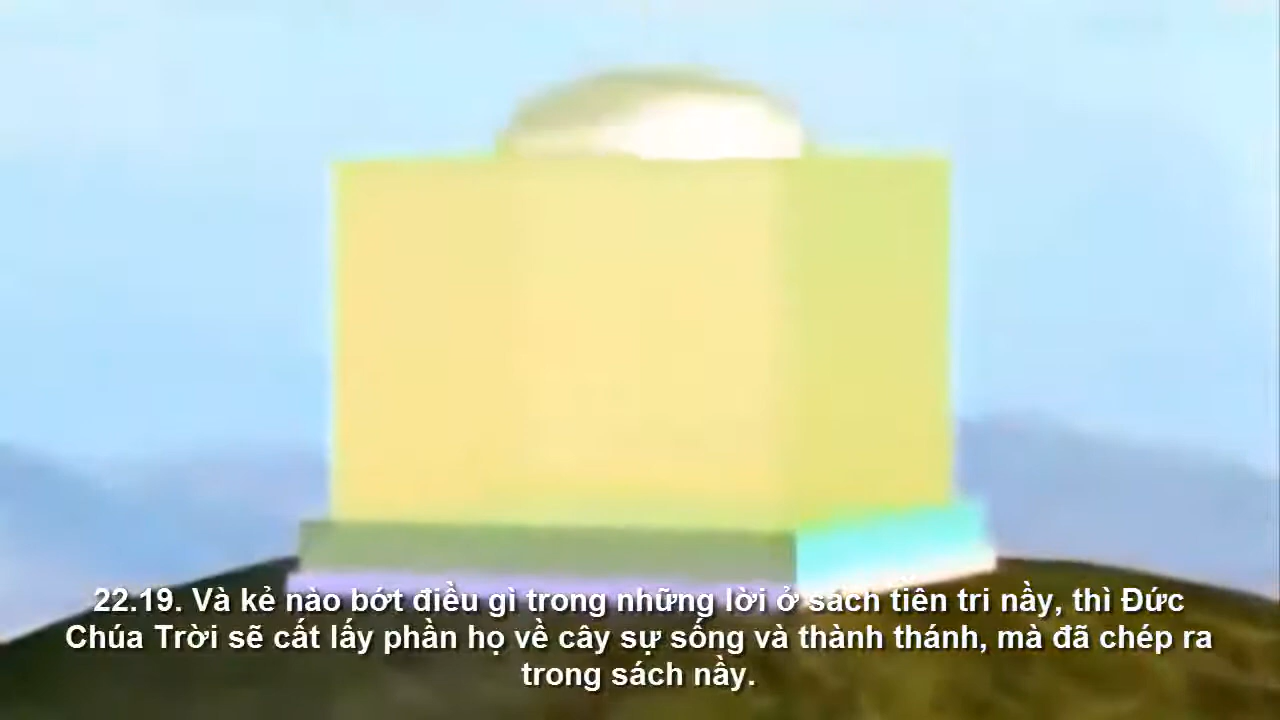 22.19. Và kẻ nào bớt điều gì trong những lời ở sách tiên tri nầy, thì Đức
Chúa Trời sẽ cất lấy phần họ về cây sự sống và thành thánh, mà đã chép ra
trong sách nầy.